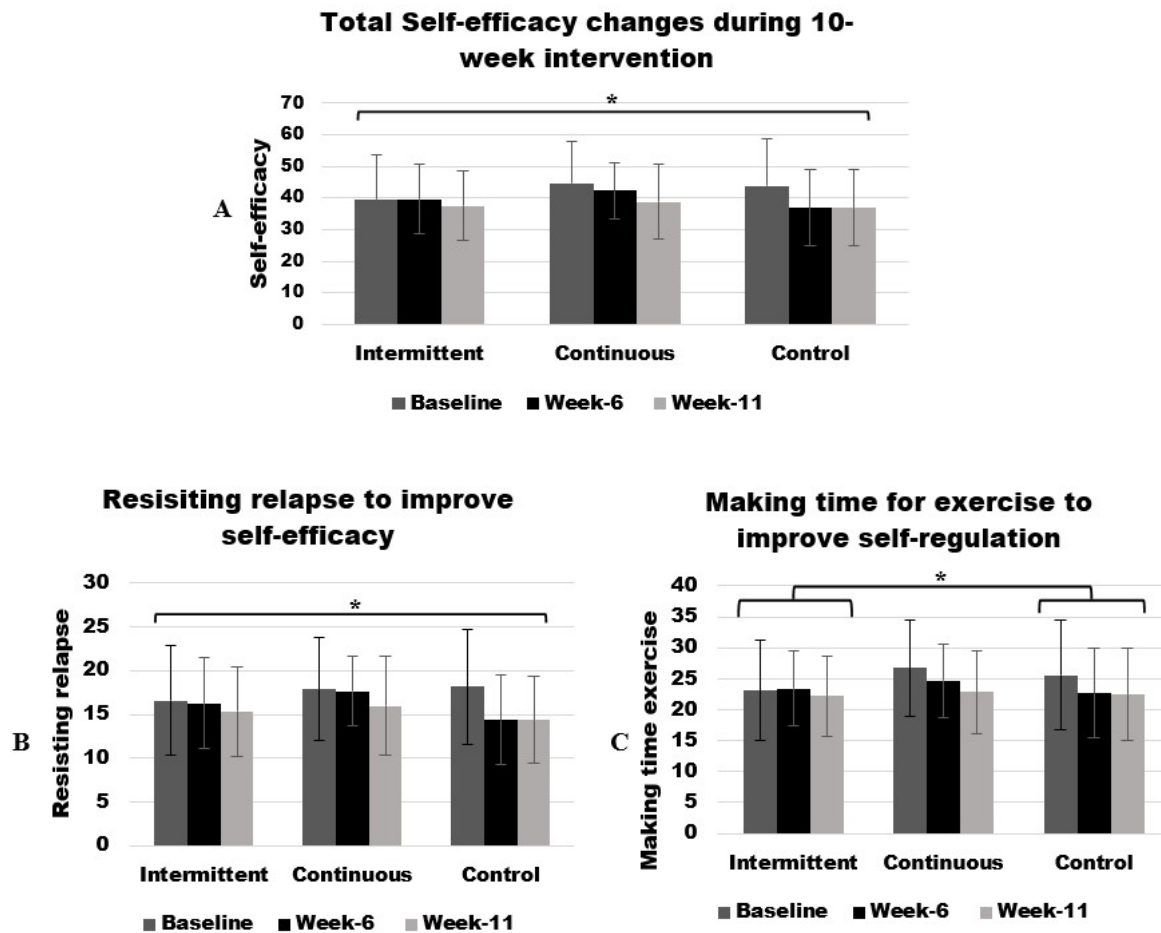 Total Self-efficacy changes during 10-
week intervention
*
70
60
50
40
30
20
10
0
A
Self-efficacy
Intermittent Continuous Control
Baseline Week-6 Week-11
Resisiting relapse to improve
self-efficacy
*
30
25
20
15
10
5
0
B
Resisting relapse
Intermittent Continuous Control
Baseline Week-6 Week-11
Making time for exercise to
improve self-regulation
*
40
35
30
25
20
15
10
5
0
C
Making time exercise
Intermittent Continuous Control
Baseline Week-6 Week-11